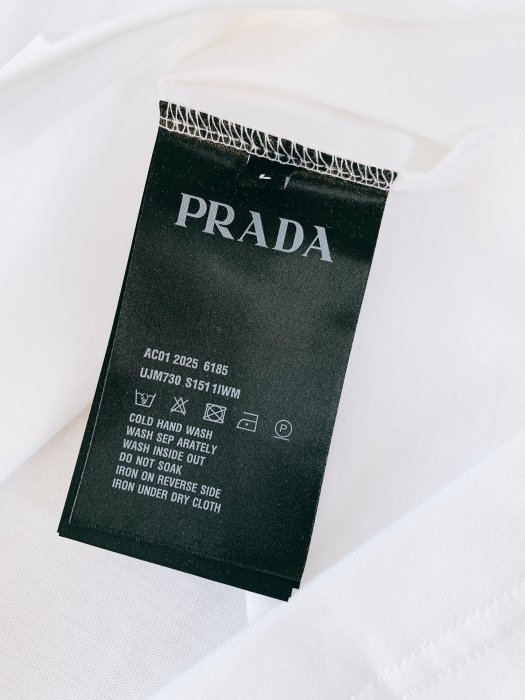 PRADA
AC01 2025 6185
UJM730 S1511IWM
P
COLD HAND WASH
WASH SEP ARATELY
WASH INSIDE OUT
DO NOT SOAK
IRON ON REVERSE SIDE
IRON UNDER DRY CLOTH